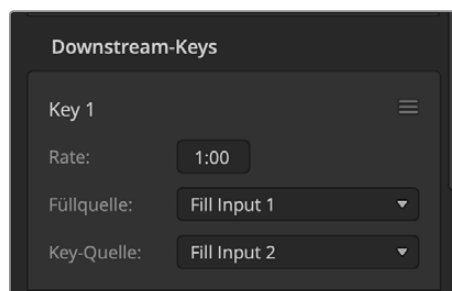 Downstream-Keys
Key 1
Rate: 1:00
Füllquelle: Fill Input 1
Key-Quelle: Fill Input 2